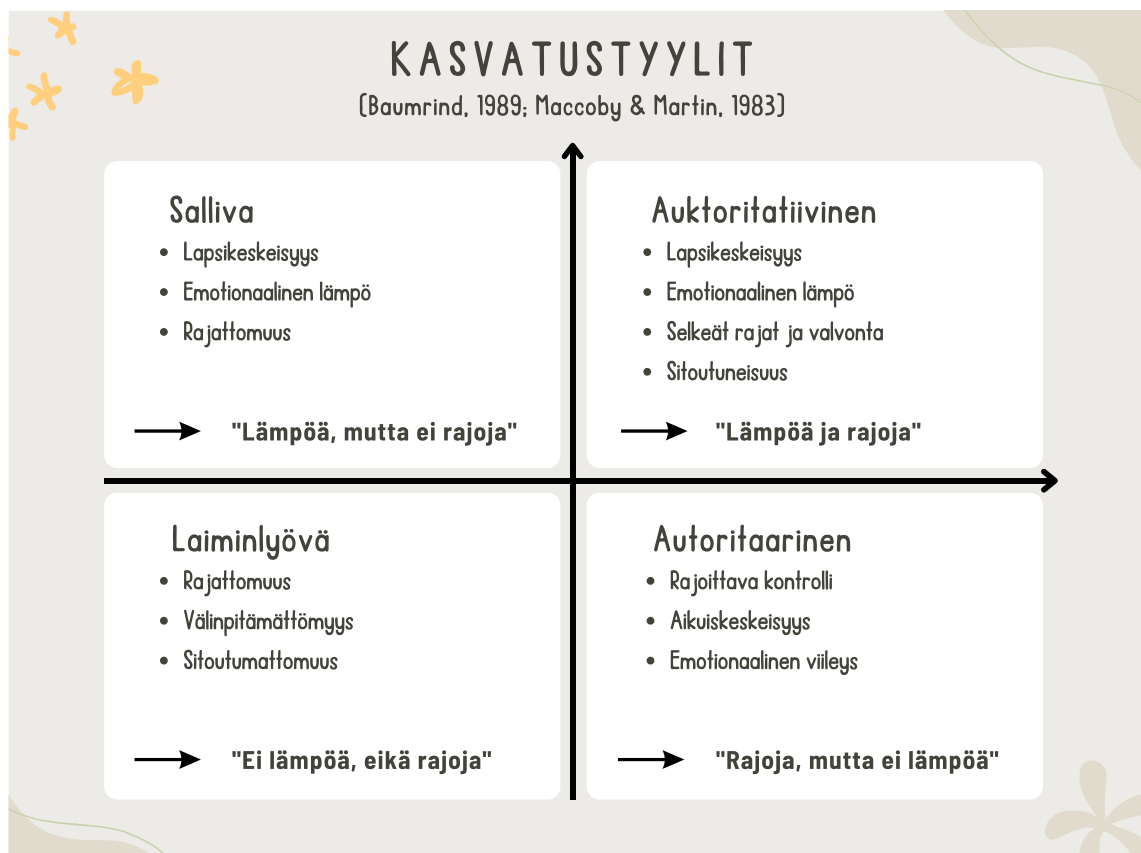 KASVATUSTYYLIT
(Baumrind, 1989; Maccoby & Martin, 1983)
Salliva
• Lapsikeskeisyys
• Emotionaalinen lämpö
• Rajattomuus
"Lämpöä, mutta ei rajoja"
Auktoritatiivinen
• Lapsikeskeisyys
• Emotionaalinen lämpö
• Selkeät rajat ja valvonta
• Sitoutuneisuus
"Lämpöä ja rajoja"
Laiminlyövä
• Rajattomuus
• Välinpitämättömyys
• Sitoutumattomuus
"Ei lämpöä, eikä rajoja"
Autoritaarinen
• Rajoittava kontrolli
• Aikuiskeskeisyys
• Emotionaalinen viileys
"Rajoja, mutta ei lämpöä"